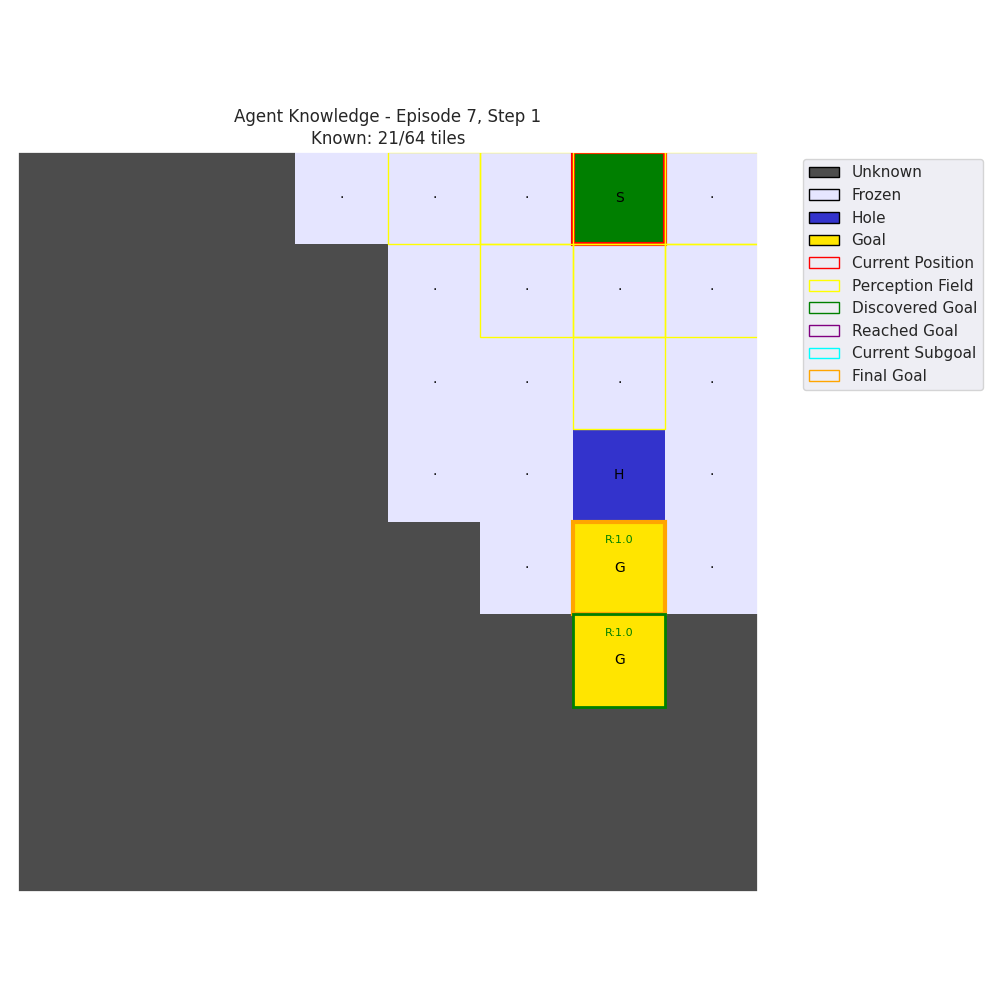 Agent Knowledge - Episode 7, Step 1
Known: 21/64 tiles
. . . S .
. . . .
. . . .
. . H .
R:1.0
. G .
R:1.0
G
Unknown
Frozen
Hole
Goal
Current Position
Perception Field
Discovered Goal
Reached Goal
Current Subgoal
Final Goal